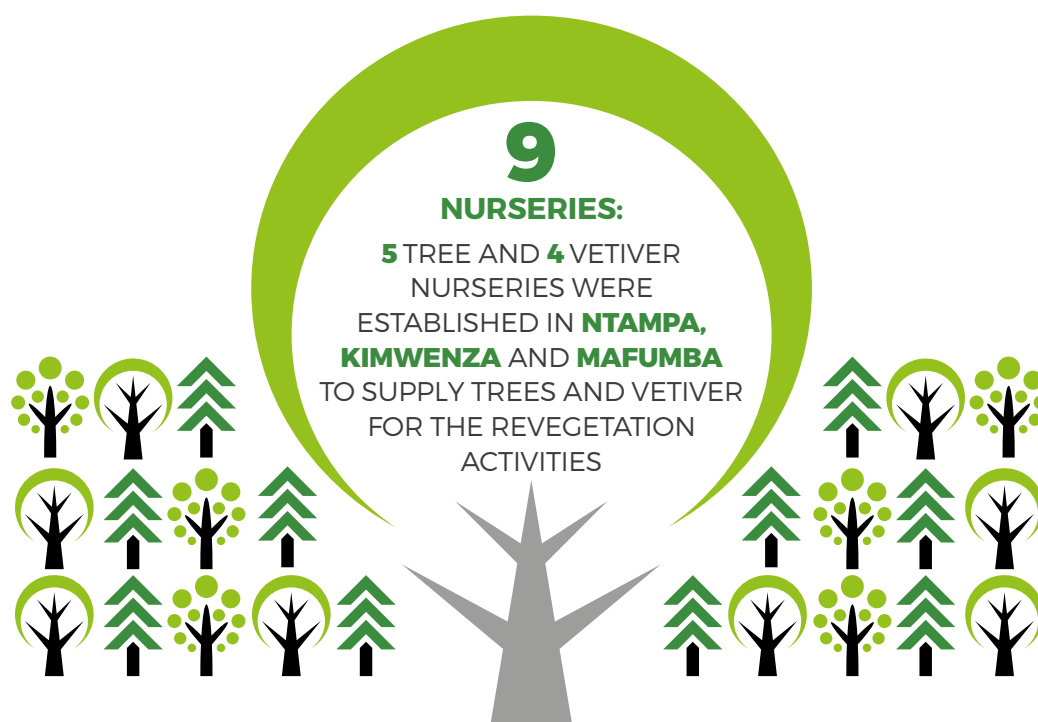 9
NURSERIES:
5 TREE AND 4 VETIVER
NURSERIES WERE
ESTABLISHED IN NTAMPA,
KIMWENZA AND MAFUMBA
TO SUPPLY TREES AND VETIVER
FOR THE REVEGETATION
ACTIVITIES